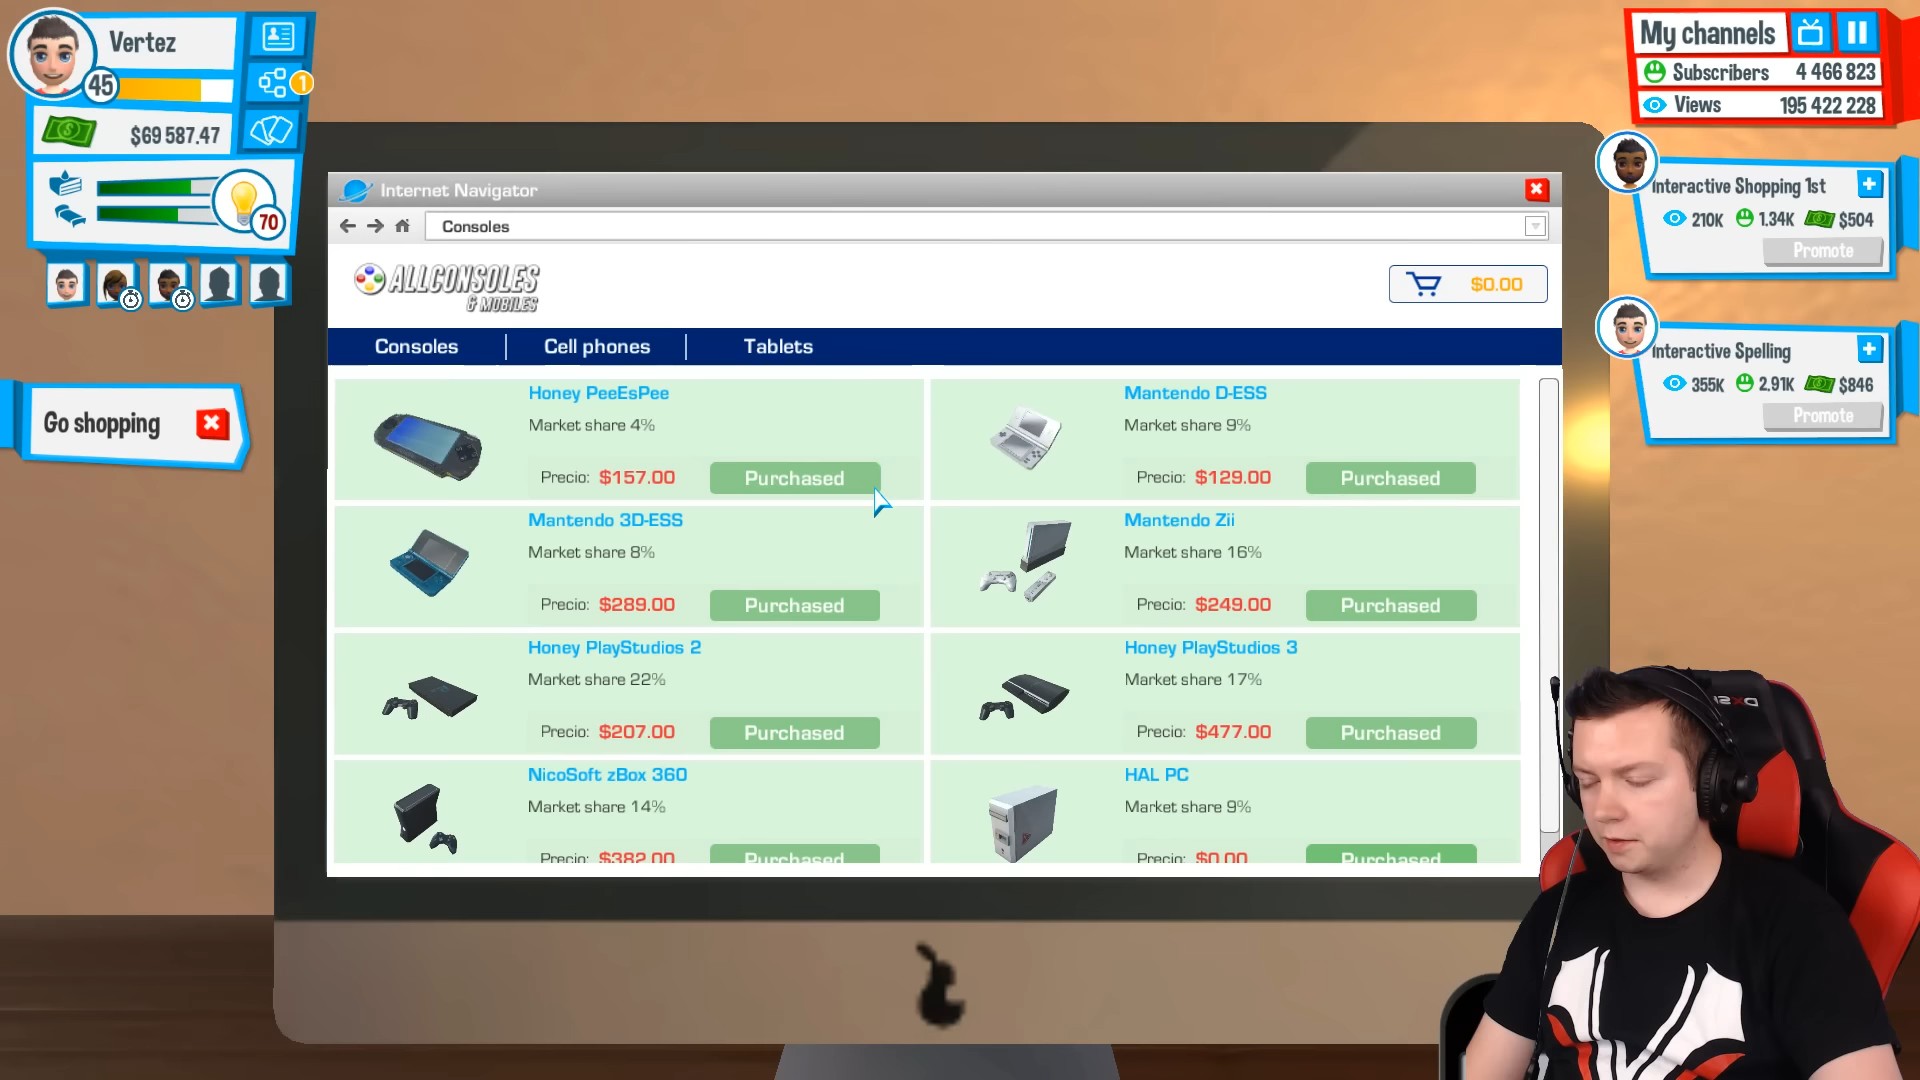 Vertez
45
1
$69 587.47
70
Go shopping
My channels
Subscribers 4 466 823
Views 195 422 228
Interactive Shopping 1st
210K 1.34K $504
Promote
Interactive Spelling
355K 2.91K $846
Promote
Internet Navigator
Consoles
ALLCONSOLES
& MOBILES
$0.00
Consoles Cell phones Tablets
Honey PeeEsPee
Market share 4%
Precio: $157.00 Purchased
Mantendo D-ESS
Market share 9%
Precio: $129.00 Purchased
Mantendo 3D-ESS
Market share 8%
Precio: $289.00 Purchased
Mantendo Zii
Market share 16%
Precio: $249.00 Purchased
Honey PlayStudios 2
Market share 22%
Precio: $207.00 Purchased
Honey PlayStudios 3
Market share 17%
Precio: $477.00 Purchased
NicoSoft zBox 360
Market share 14%
Precio: $382.00 Purchased
HAL PC
Market share 9%
Precio: $0.00 Purchased